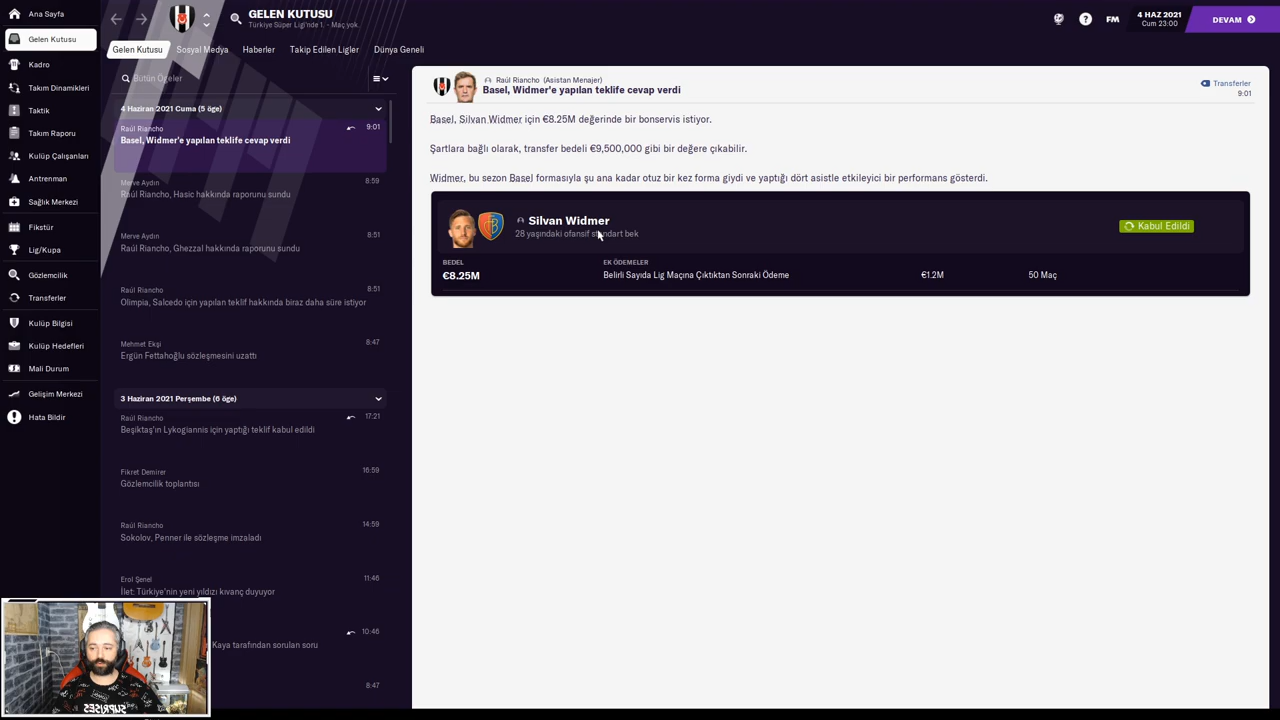 Ana Sayfa
Gelen Kutusu
Kadro
Takım Dinamikleri
Taktik
Takım Raporu
Kulüp Çalışanları
Antrenman
Sağlık Merkezi
Fikstür
Lig/Kupa
Gözlemcilik
Transferler
Kulüp Bilgisi
Kulüp Hedefleri
Mali Durum
Gelişim Merkezi
Hata Bildir
GELEN KUTUSU
Türkiye Süper Ligi'nde 1. - Maç yok.
FM
4 HAZ 2021
Cum 23:00
DEVAM
Gelen Kutusu Sosyal Medya Haberler Takip Edilen Ligler Dünya Geneli
Bütün Öğeler
4 Haziran 2021 Cuma (5 öge)
Raúl Riancho 9:01
Basel, Widmer'e yapılan teklife cevap verdi
Merve Aydın 8:59
Raúl Riancho, Hasic hakkında raporunu sundu
Merve Aydın 8:51
Raúl Riancho, Ghezzal hakkında raporunu sundu
Raúl Riancho 8:51
Olimpia, Salcedo için yapılan teklif hakkında biraz daha süre istiyor
Mehmet Ekşi 8:47
Ergün Fettahoğlu sözleşmesini uzattı
3 Haziran 2021 Perşembe (6 öge)
Raúl Riancho 17:21
Beşiktaş'ın Lykogiannis için yaptığı teklif kabul edildi
Fikret Demirer 16:59
Gözlemcilik toplantısı
Raúl Riancho 14:59
Sokolov, Penner ile sözleşme imzaladı
Erol Şenel 11:46
İlet: Türkiye'nin yeni yıldızı kıvanç duyuyor
10:46
Kaya tarafından sorulan soru
8:47
Raúl Riancho (Asistan Menajer)
Basel, Widmer'e yapılan teklife cevap verdi
Transferler
9:01
Basel, Silvan Widmer için €8.25M değerinde bir bonservis istiyor.
Şartlara bağlı olarak, transfer bedeli €9,500,000 gibi bir değere çıkabilir.
Widmer, bu sezon Basel formasıyla şu ana kadar otuz bir kez forma giydi ve yaptığı dört asistle etkileyici bir performans gösterdi.
Silvan Widmer
28 yaşındaki ofansif standart bek
Kabul Edildi
BEDEL EK ÖDEMELER
€8.25M Belirli Sayıda Lig Maçına Çıktıktan Sonraki Ödeme €1.2M 50 Maç